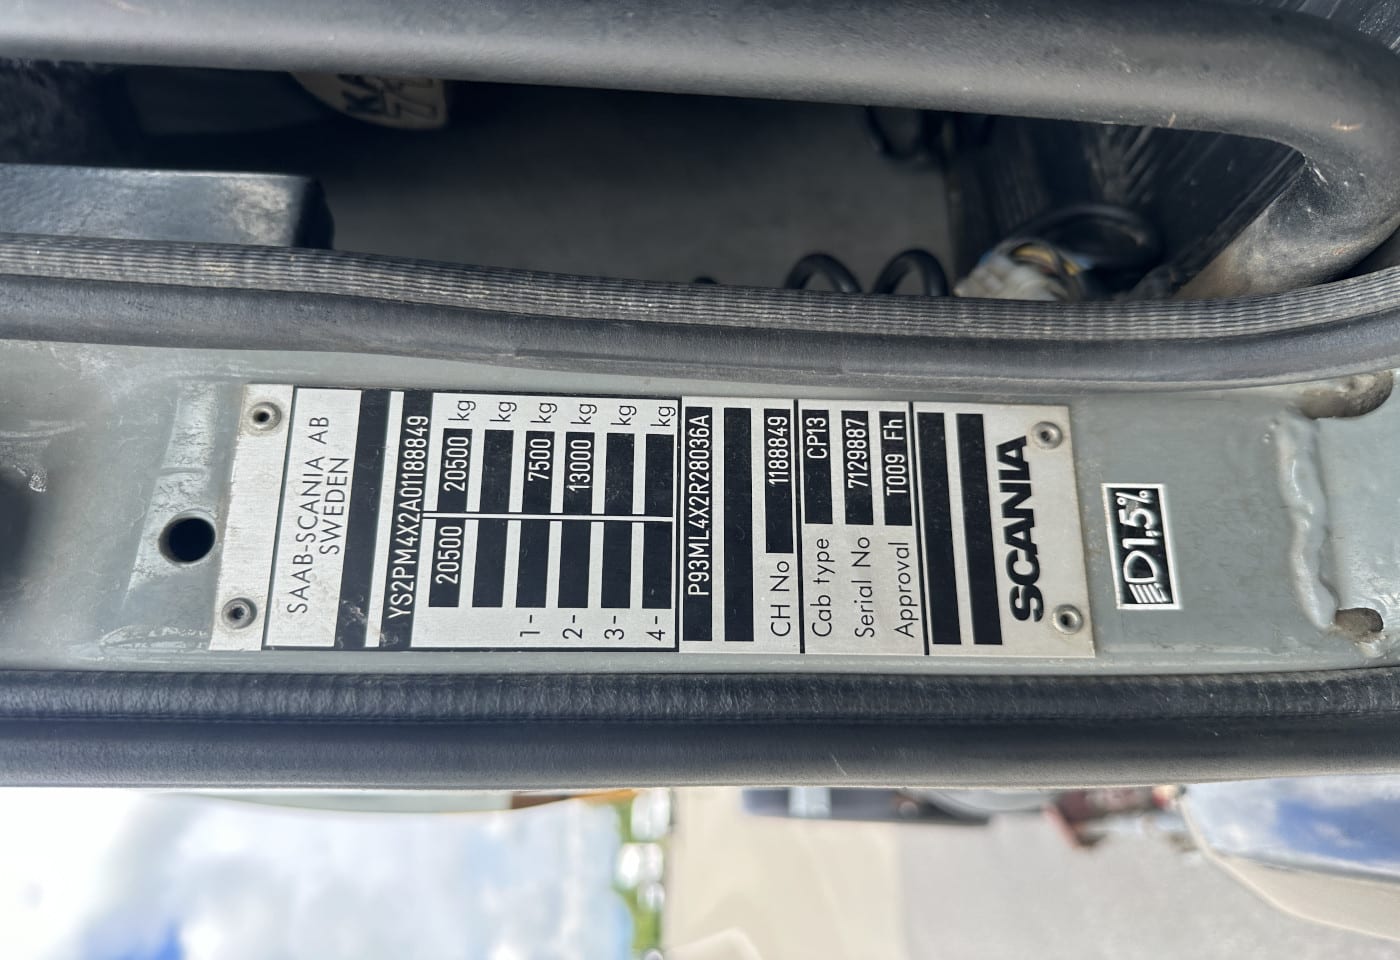 SAAB-SCANIA AB
SWEDEN
YS2PM4X2A01188849
20500 20500 kg
kg
1- 7500 kg
2- 13000 kg
3- kg
4- kg
P93ML4X2R28036A
CH No 1188849
Cab type CP13
Serial No 7129887
Approval T009 Fh
SCANIA
D1,5%